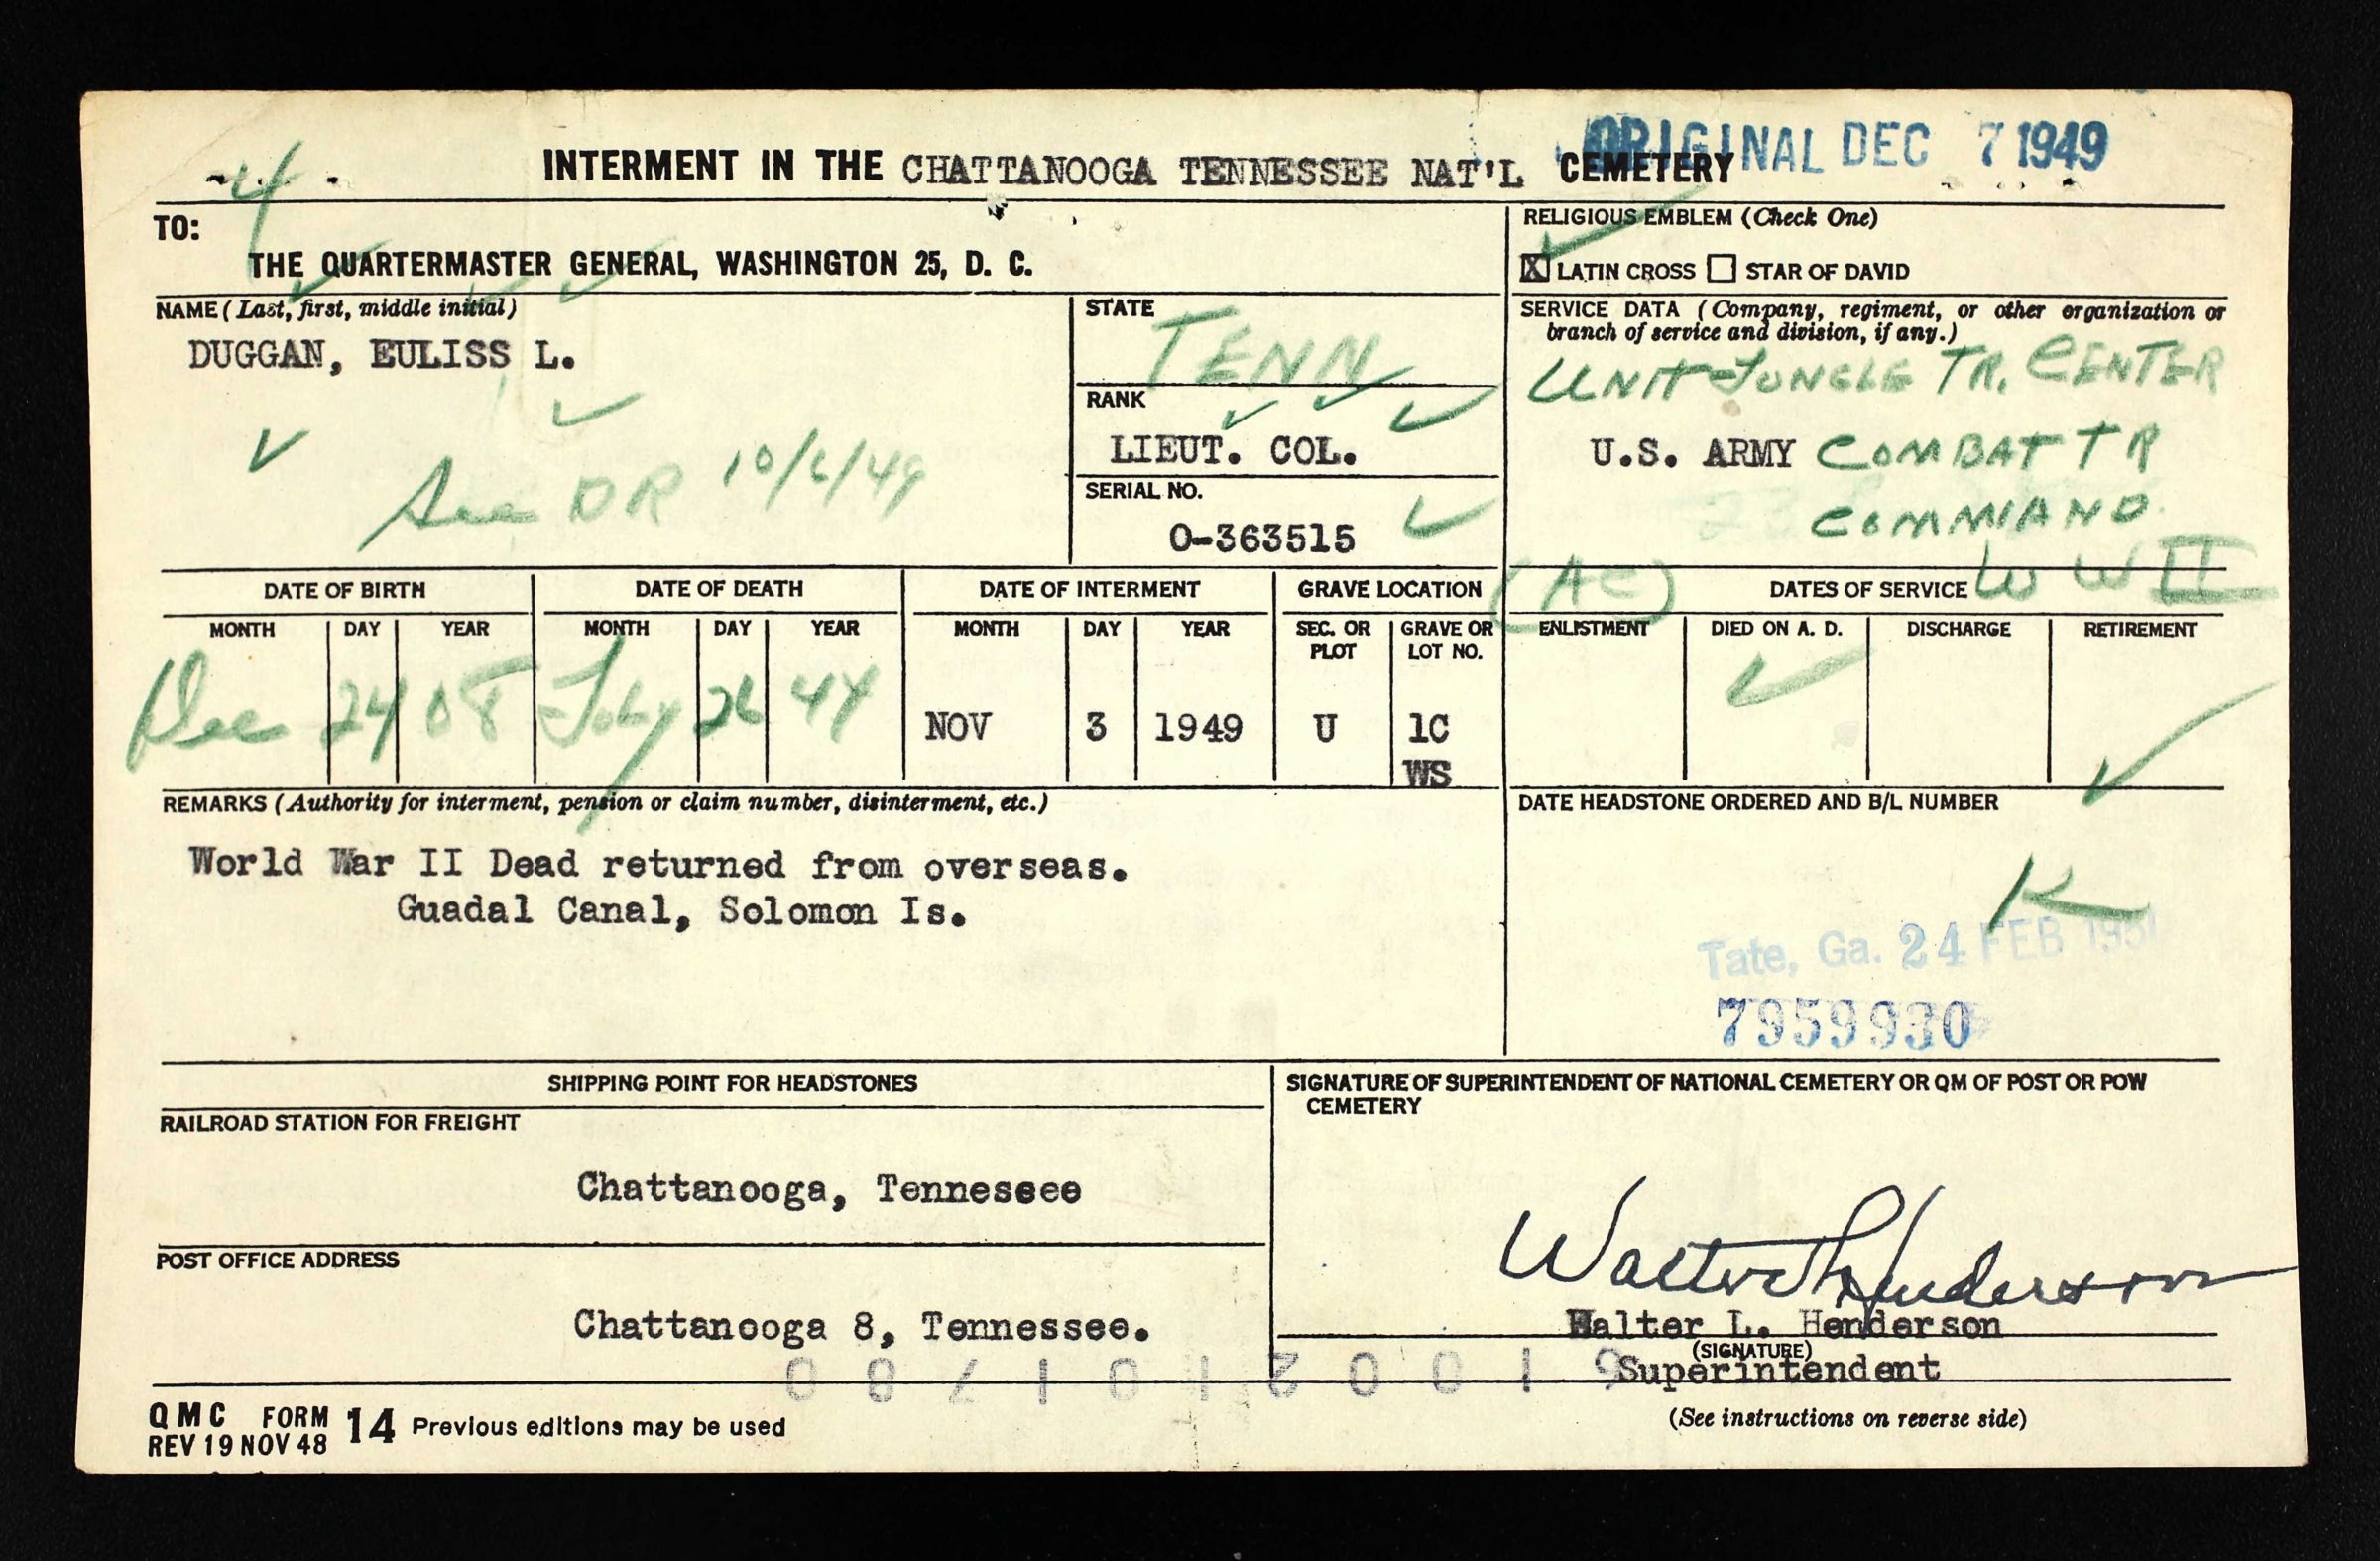 ORIGINAL DEC 7 1949
4
INTERMENT IN THE CHATTANOOGA TENNESSEE NAT'L CEMETERY
TO:
THE QUARTERMASTER GENERAL, WASHINGTON 25, D. C.
RELIGIOUS EMBLEM (Check One)
X LATIN CROSS STAR OF DAVID
NAME (Last, first, middle initial)
DUGGAN, EULISS L.
See DR 10/6/49
STATE
TENN
RANK
LIEUT. COL.
SERIAL NO.
O-363515
SERVICE DATA (Company, regiment, or other organization or
branch of service and division, if any.)
UNIT JUNGLE TR. CENTER
U.S. ARMY COMBAT TR
COMMAND
(AC) WW II
DATE OF BIRTH DATE OF DEATH DATE OF INTERMENT GRAVE LOCATION DATES OF SERVICE
MONTH DAY YEAR MONTH DAY YEAR MONTH DAY YEAR SEC. OR PLOT GRAVE OR LOT NO. ENLISTMENT DIED ON A. D. DISCHARGE RETIREMENT
Dec 24 08 July 26 44 NOV 3 1949 U 1C
WS
REMARKS (Authority for interment, pension or claim number, disinterment, etc.)
World War II Dead returned from overseas.
Guadal Canal, Solomon Is.
DATE HEADSTONE ORDERED AND B/L NUMBER
K
Tate, Ga. 24 FEB 1951
7959930
SHIPPING POINT FOR HEADSTONES
RAILROAD STATION FOR FREIGHT
Chattanooga, Tennessee
POST OFFICE ADDRESS
Chattanooga 8, Tennessee.
SIGNATURE OF SUPERINTENDENT OF NATIONAL CEMETERY OR QM OF POST OR POW
CEMETERY
Walter L. Henderson
Walter L. Henderson
(SIGNATURE)
Superintendent
QMC FORM 14 Previous editions may be used
REV 19 NOV 48
(See instructions on reverse side)